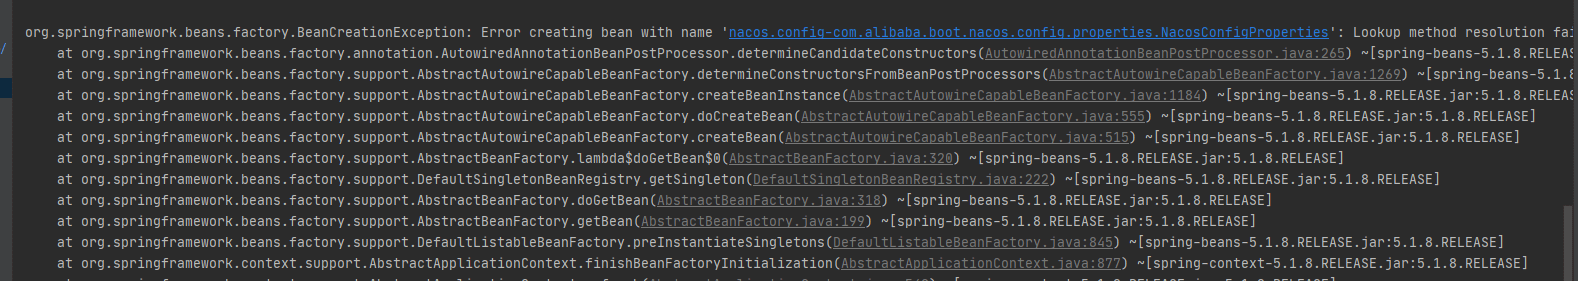 org.springframework.beans.factory.BeanCreationException: Error creating bean with name 'nacos.config-com.alibaba.boot.nacos.config.properties.NacosConfigProperties': Lookup method resolution fai
at org.springframework.beans.factory.annotation.AutowiredAnnotationBeanPostProcessor.determineCandidateConstructors(AutowiredAnnotationBeanPostProcessor.java:265) ~[spring-beans-5.1.8.RELEASE
at org.springframework.beans.factory.support.AbstractAutowireCapableBeanFactory.determineConstructorsFromBeanPostProcessors(AbstractAutowireCapableBeanFactory.java:1269) ~[spring-beans-5.1.8
at org.springframework.beans.factory.support.AbstractAutowireCapableBeanFactory.createBeanInstance(AbstractAutowireCapableBeanFactory.java:1184) ~[spring-beans-5.1.8.RELEASE.jar:5.1.8.RELEAS
at org.springframework.beans.factory.support.AbstractAutowireCapableBeanFactory.doCreateBean(AbstractAutowireCapableBeanFactory.java:555) ~[spring-beans-5.1.8.RELEASE.jar:5.1.8.RELEASE]
at org.springframework.beans.factory.support.AbstractAutowireCapableBeanFactory.createBean(AbstractAutowireCapableBeanFactory.java:515) ~[spring-beans-5.1.8.RELEASE.jar:5.1.8.RELEASE]
at org.springframework.beans.factory.support.AbstractBeanFactory.lambda$doGetBean$0(AbstractBeanFactory.java:320) ~[spring-beans-5.1.8.RELEASE.jar:5.1.8.RELEASE]
at org.springframework.beans.factory.support.DefaultSingletonBeanRegistry.getSingleton(DefaultSingletonBeanRegistry.java:222) ~[spring-beans-5.1.8.RELEASE.jar:5.1.8.RELEASE]
at org.springframework.beans.factory.support.AbstractBeanFactory.doGetBean(AbstractBeanFactory.java:318) ~[spring-beans-5.1.8.RELEASE.jar:5.1.8.RELEASE]
at org.springframework.beans.factory.support.AbstractBeanFactory.getBean(AbstractBeanFactory.java:199) ~[spring-beans-5.1.8.RELEASE.jar:5.1.8.RELEASE]
at org.springframework.beans.factory.support.DefaultListableBeanFactory.preInstantiateSingletons(DefaultListableBeanFactory.java:845) ~[spring-beans-5.1.8.RELEASE.jar:5.1.8.RELEASE]
at org.springframework.context.support.AbstractApplicationContext.finishBeanFactoryInitialization(AbstractApplicationContext.java:877) ~[spring-context-5.1.8.RELEASE.jar:5.1.8.RELEASE]